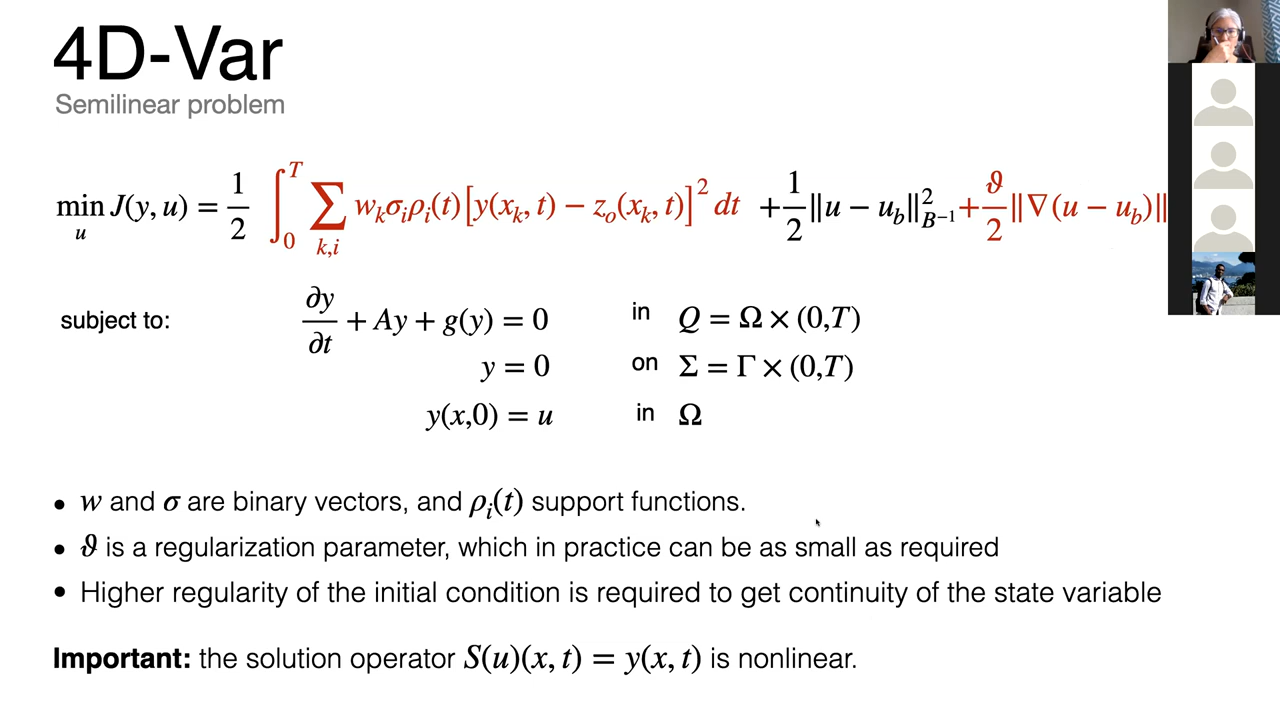 4D-Var
Semilinear problem
min_u J(y, u) = 1/2 ∫_0^T ∑_{k,i} w_k σ_i ρ_i(t) [y(x_k, t) − z_o(x_k, t)]^2 dt + 1/2 ‖u − u_b‖^2_{B^{-1}} + ϑ/2 ‖∇(u − u_b)‖
subject to: ∂y/∂t + Ay + g(y) = 0 in Q = Ω × (0,T)
y = 0 on Σ = Γ × (0,T)
y(x,0) = u in Ω
• w and σ are binary vectors, and ρ_i(t) support functions.
• ϑ is a regularization parameter, which in practice can be as small as required
• Higher regularity of the initial condition is required to get continuity of the state variable
Important: the solution operator S(u)(x, t) = y(x, t) is nonlinear.